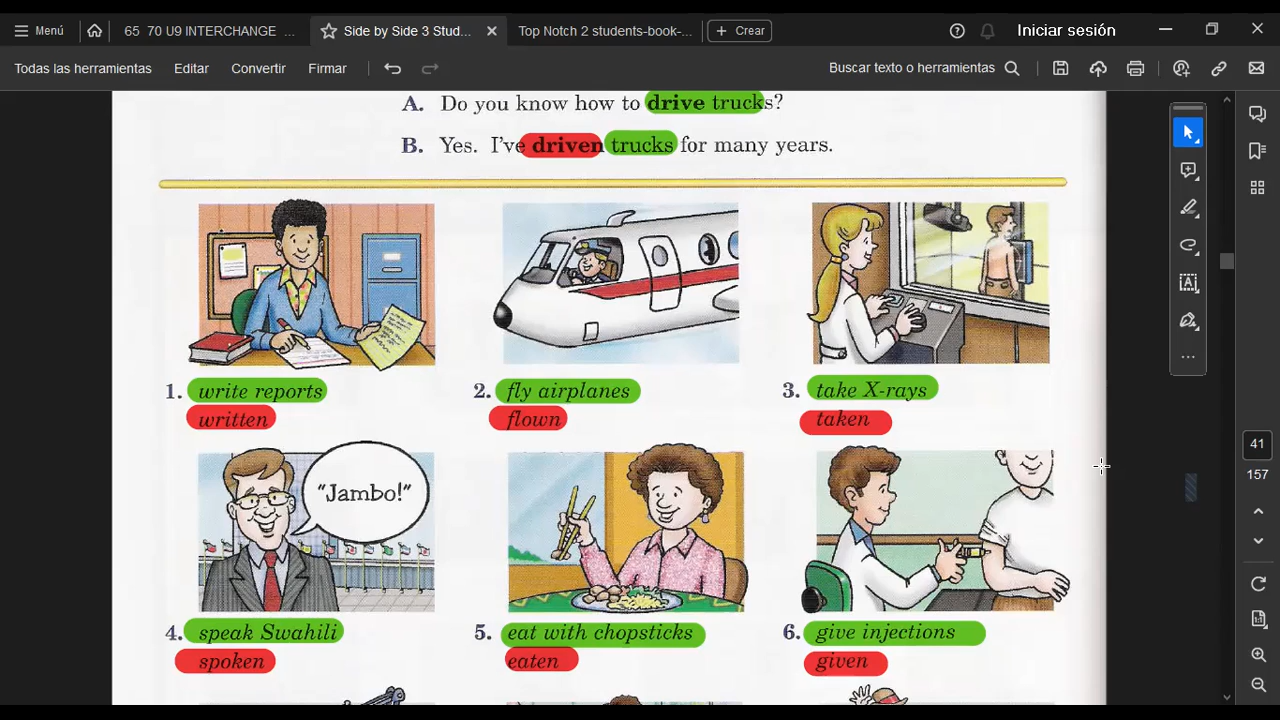 Menú
65 70 U9 INTERCHANGE ...
Side by Side 3 Stud...
Top Notch 2 students-book-...
+ Crear
Iniciar sesión
Todas las herramientas
Editar
Convertir
Firmar
Buscar texto o herramientas
A. Do you know how to drive trucks?
B. Yes. I've driven trucks for many years.
1. write reports
written
2. fly airplanes
flown
3. take X-rays
taken
"Jambo!"
4. speak Swahili
spoken
5. eat with chopsticks
eaten
6. give injections
given
41
157